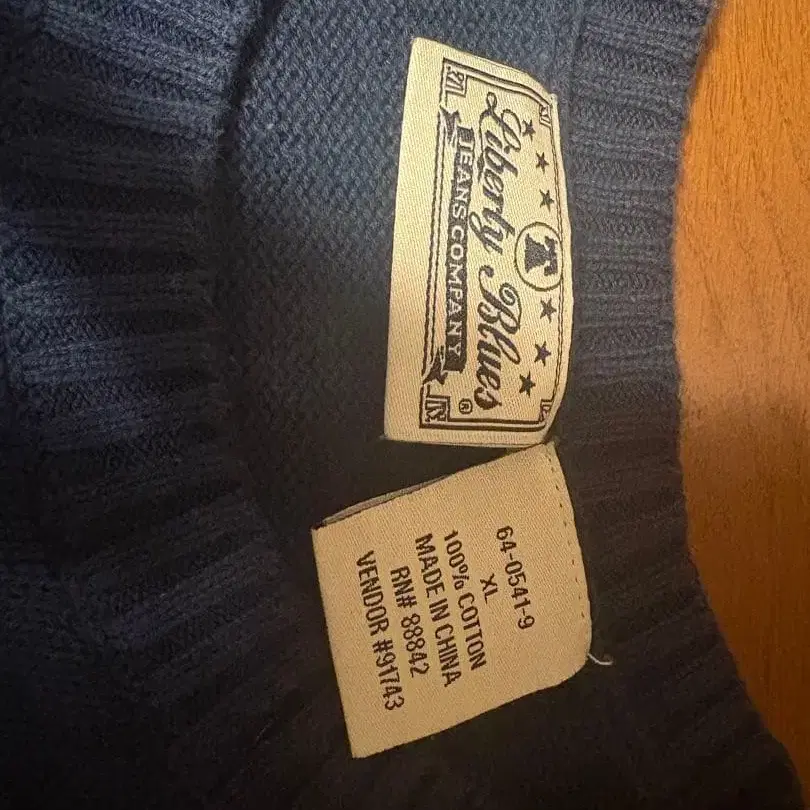 Liberty Blues
JEANS COMPANY
®
64-0541-9
XL
100% COTTON
MADE IN CHINA
RN# 88842
VENDOR #91743